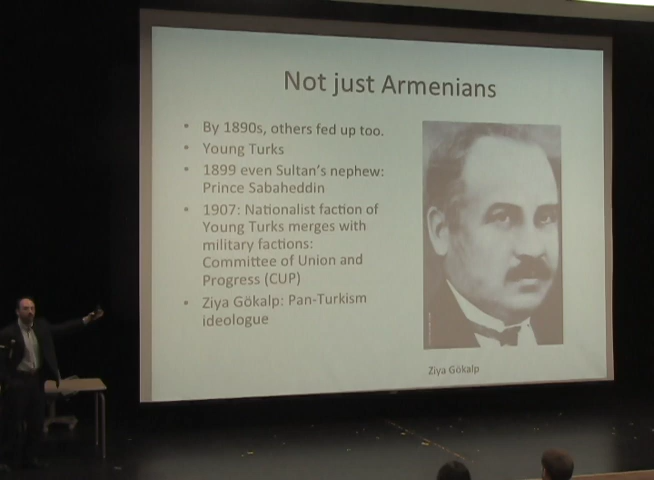 Not just Armenians
• By 1890s, others fed up too.
• Young Turks
• 1899 even Sultan's nephew:
Prince Sabaheddin
• 1907: Nationalist faction of
Young Turks merges with
military factions:
Committee of Union and
Progress (CUP)
• Ziya Gökalp: Pan-Turkism
ideologue
Ziya Gökalp